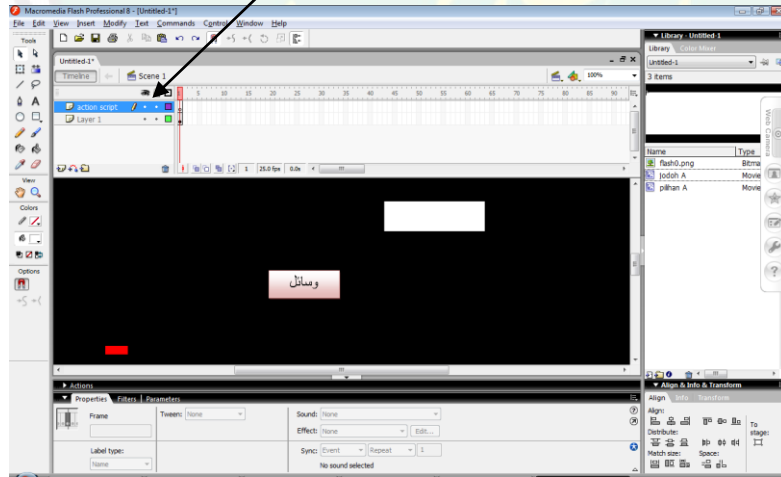 Macromedia Flash Professional 8 - [Untitled-1*]
File Edit View Insert Modify Text Commands Control Window Help
Tools
View
Colors
Options
Untitled-1*
Timeline Scene 1 100%
5 10 15 20 25 30 35 40 45 50 55 60 65 70 75 80 85 90
action script
Layer 1
1 25.0 fps 0.0s
وسائل
Actions
Properties Filters Parameters
Frame Tween: None Sound: None
Effect: None Edit...
Label type: Sync: Event Repeat 1
Name No sound selected
Library - Untitled-1
Library Color Mixer
Untitled-1
3 items
Name Type
flash0.png Bitma
jodoh A Movie
pilihan A Movie
Web Camera
Align & Info & Transform
Align Info Transform
Align:
Distribute:
Match size: Space:
To stage: